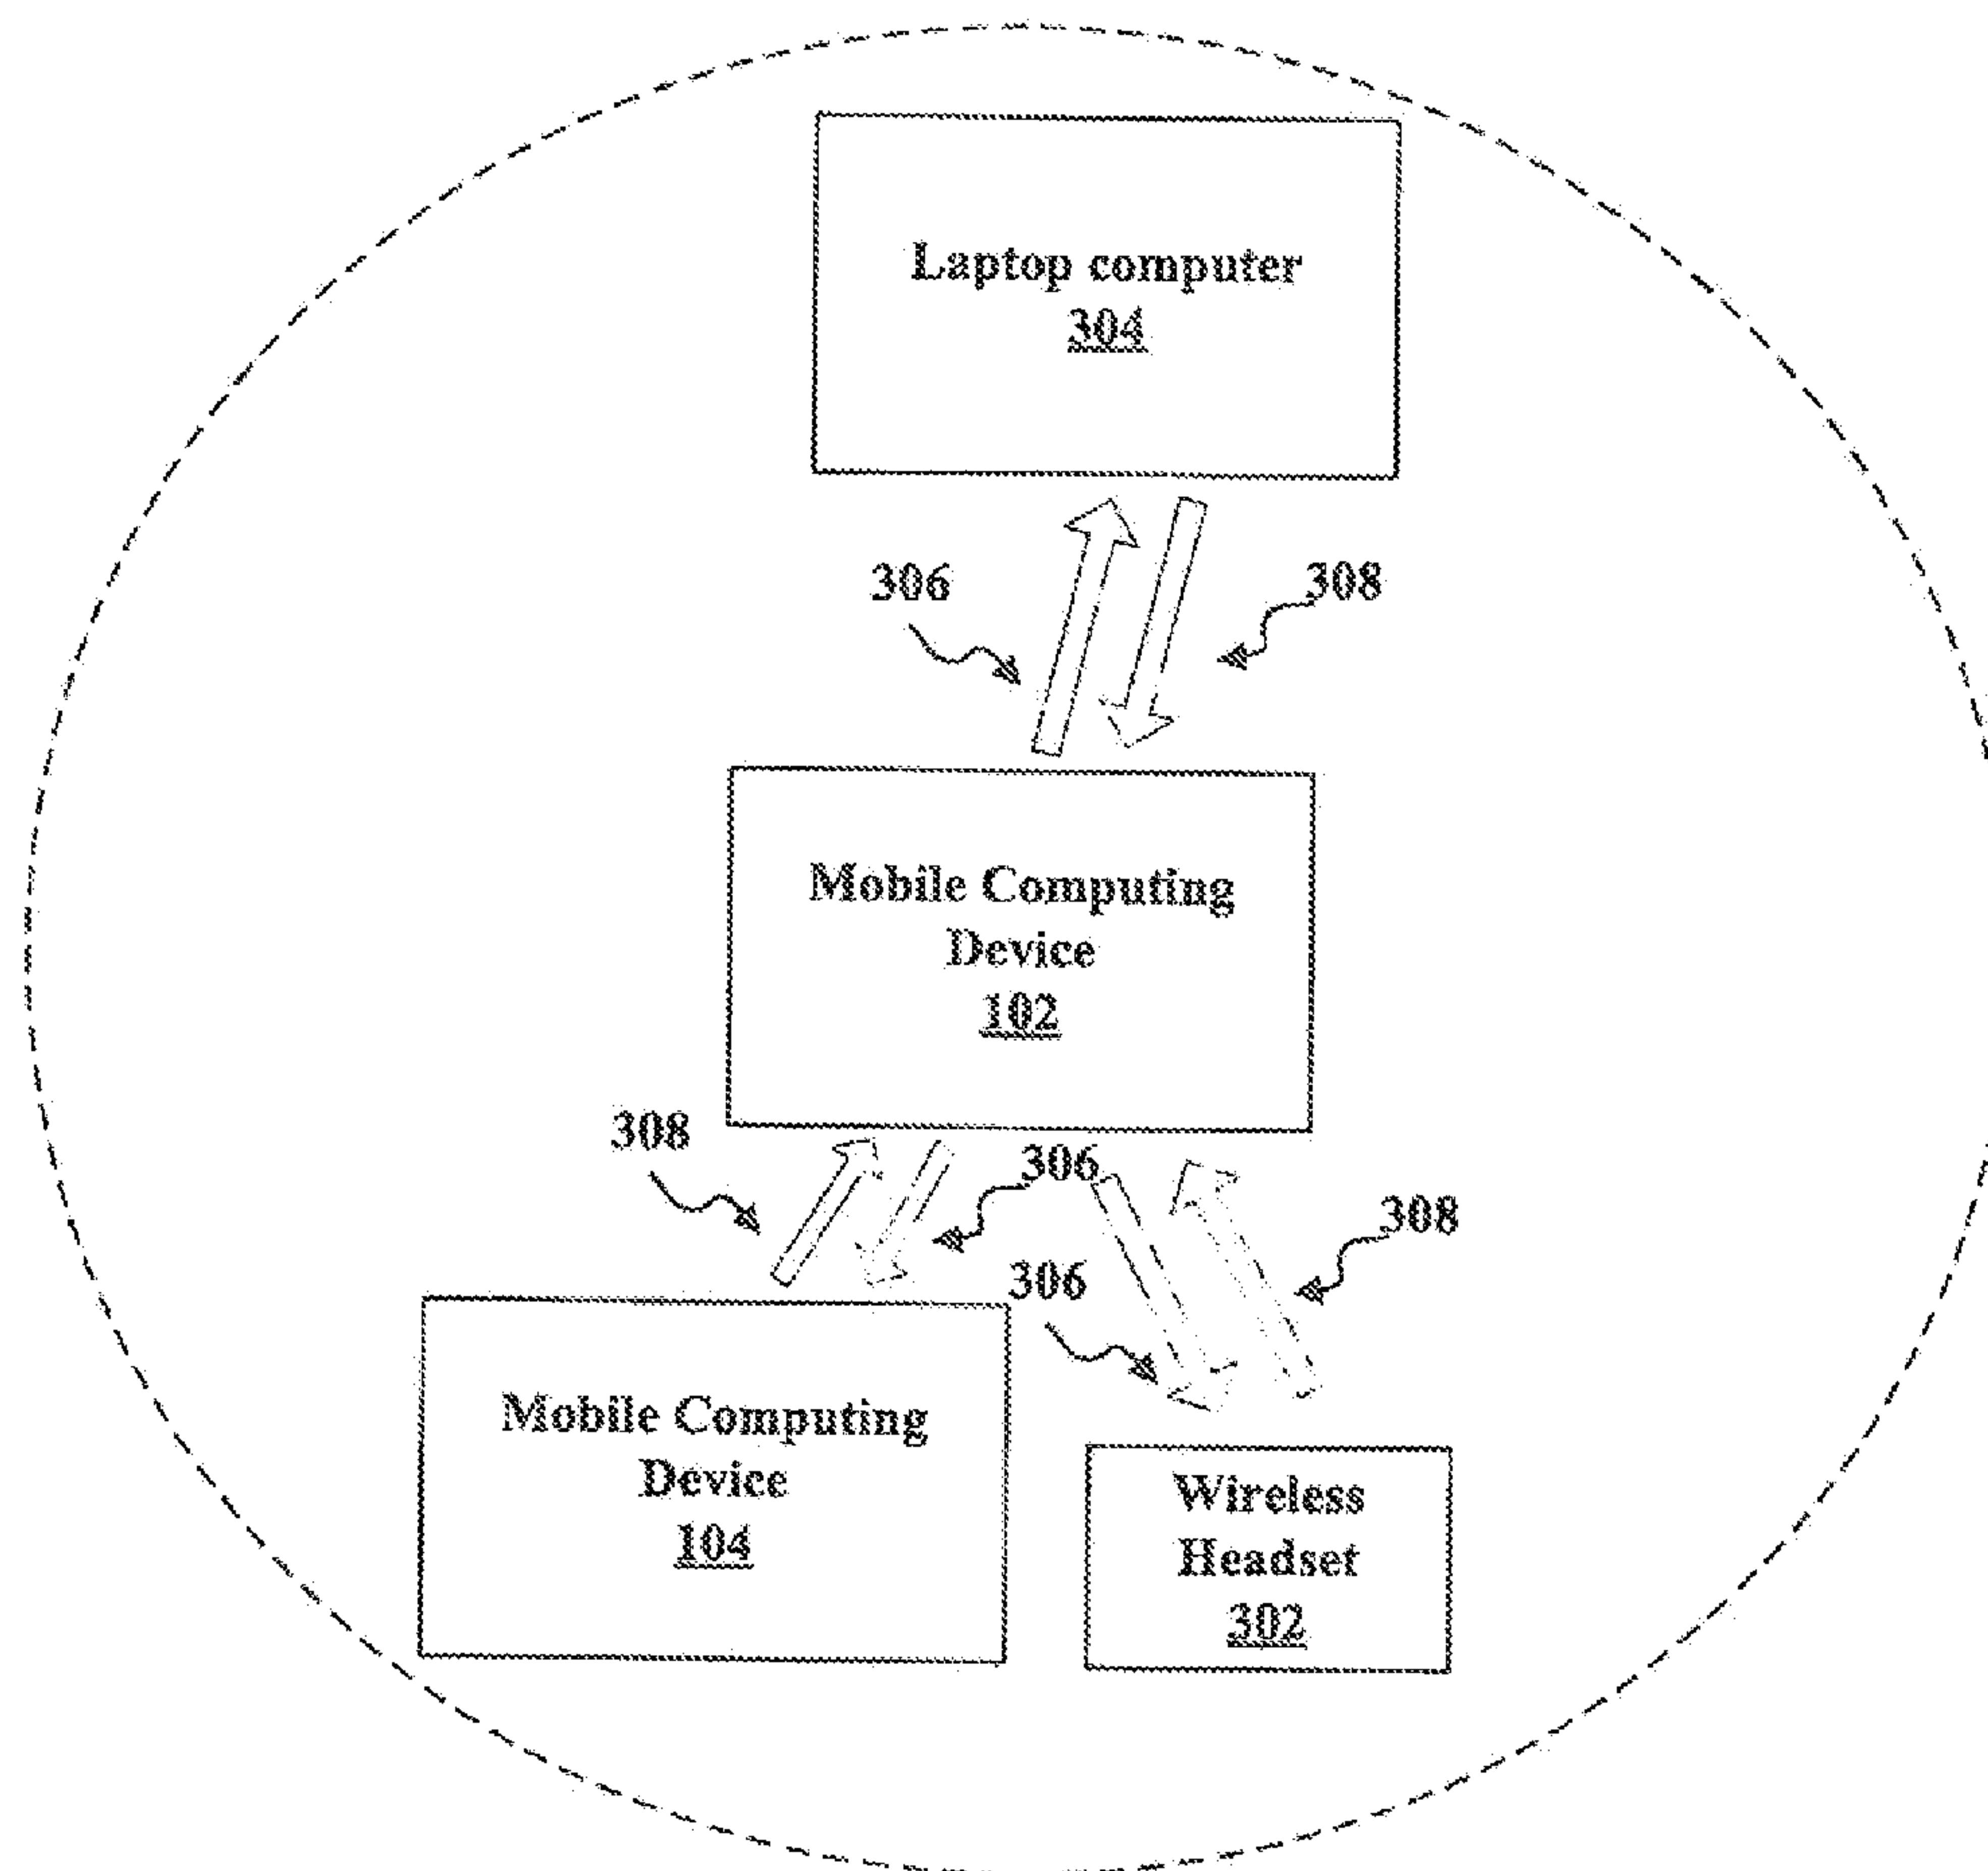 Laptop computer
304
306
308
Mobile Computing
Device
102
308
306
308
306
Mobile Computing
Device
104
Wireless
Headset
302